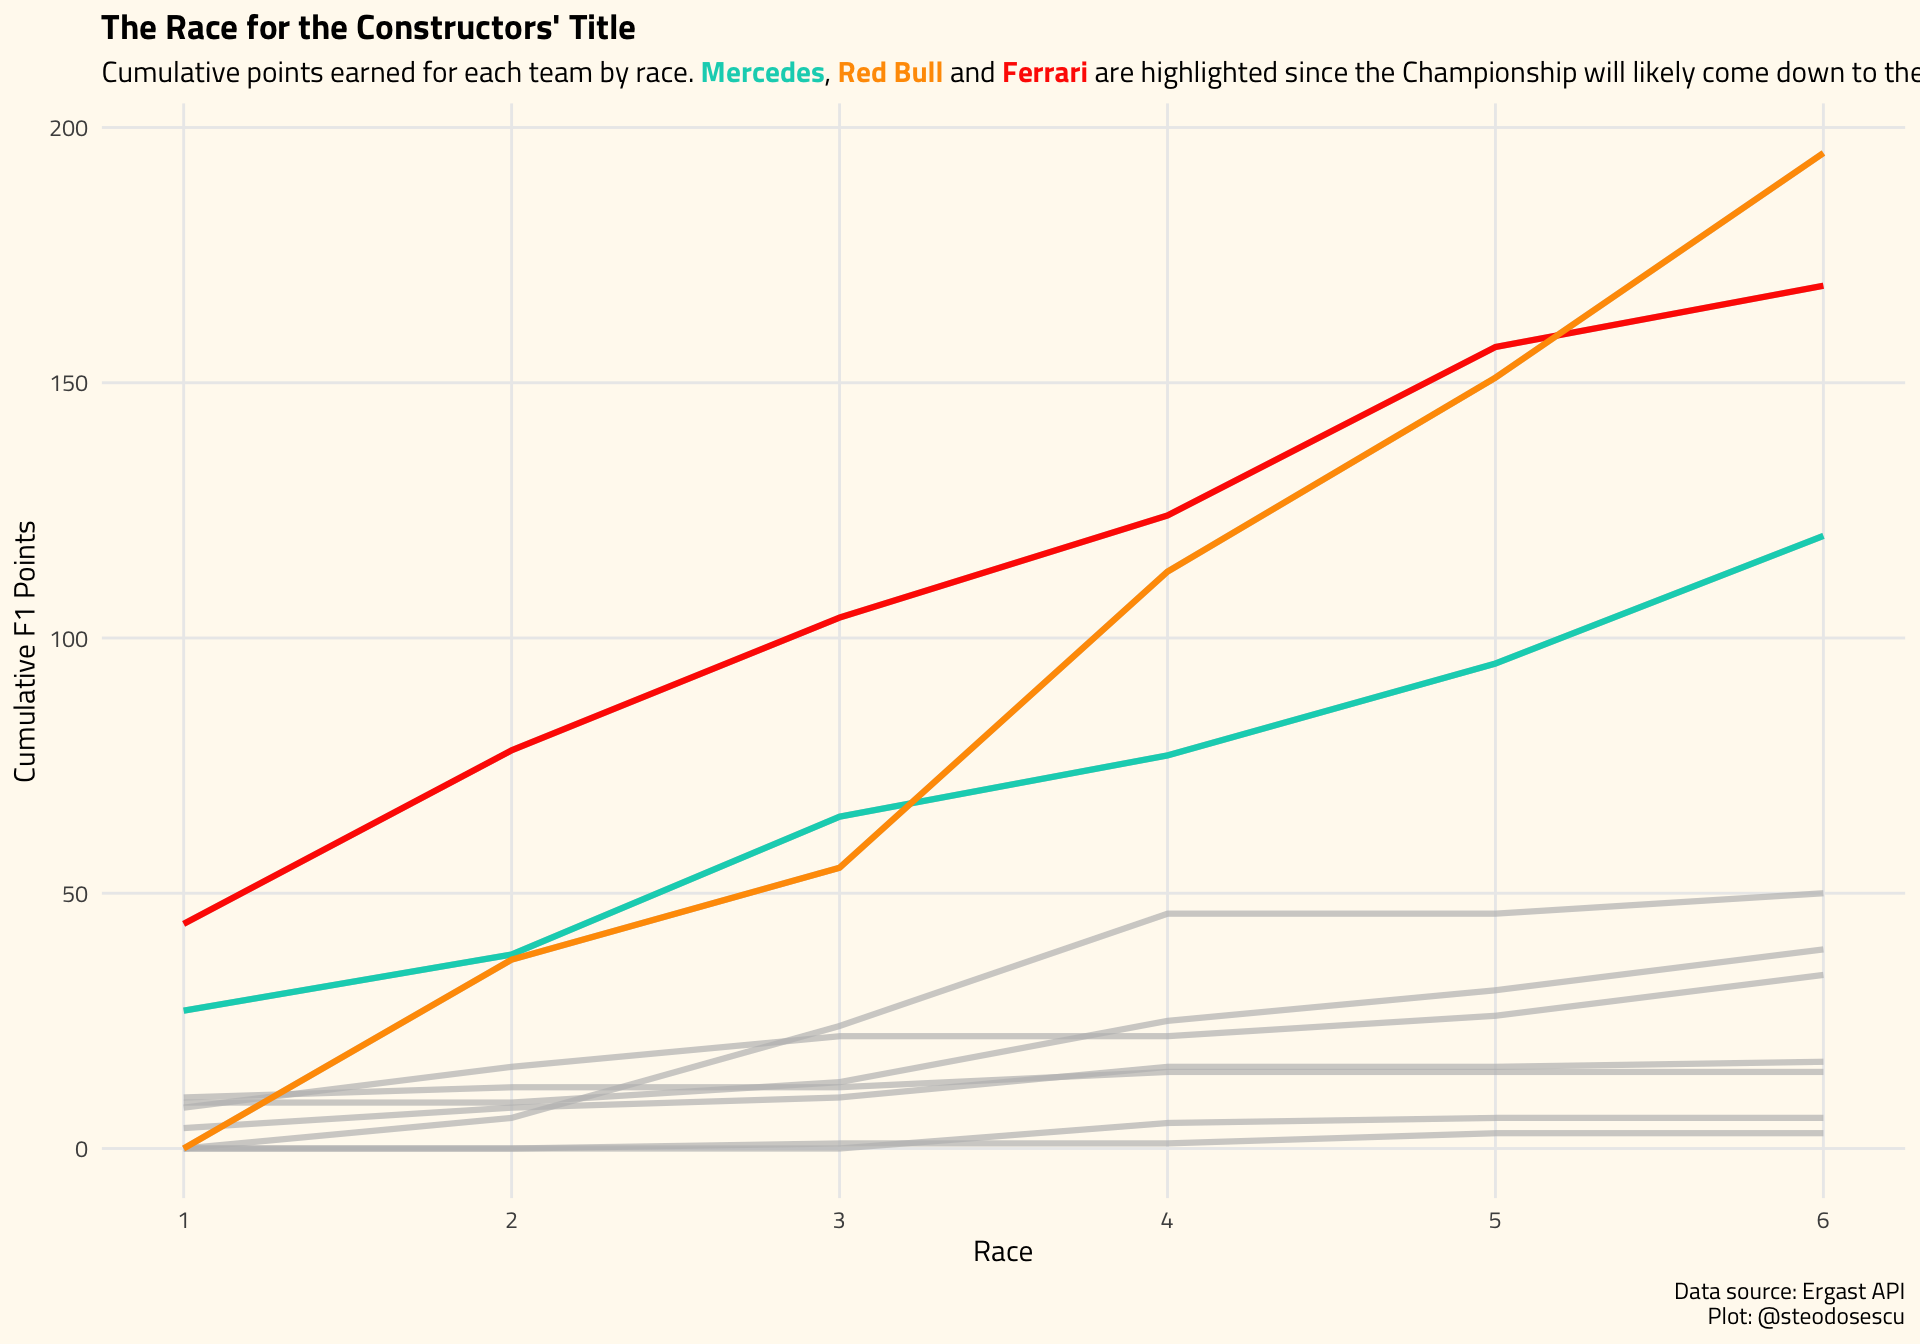 The Race for the Constructors' Title
Cumulative points earned for each team by race. Mercedes, Red Bull and Ferrari are highlighted since the Championship will likely come down to the
200
150
100
50
0
Cumulative F1 Points
1 2 3 4 5 6
Race
Data source: Ergast API
Plot: @steodosescu